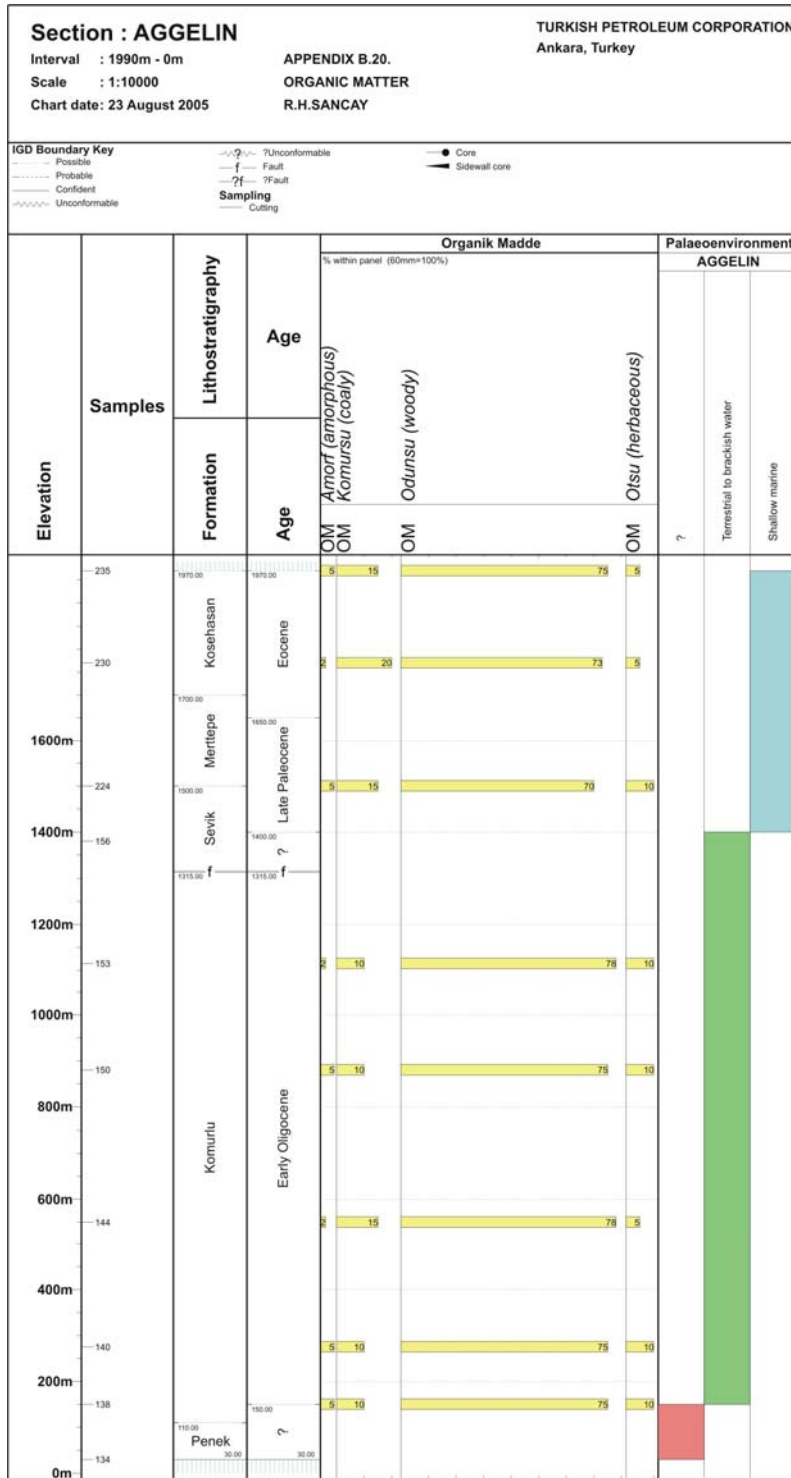 Section : AGGELIN
Interval : 1990m - 0m
Scale : 1:10000
Chart date: 23 August 2005
APPENDIX B.20.
ORGANIC MATTER
R.H.SANCAY
TURKISH PETROLEUM CORPORATION
Ankara, Turkey
IGD Boundary Key
Possible
Probable
Confident
Unconformable
? ?Unconformable
f Fault
?f ?Fault
Sampling
Cutting
Core
Sidewall core
Elevation
Samples
Lithostratigraphy
Formation
Age
Age
Organik Madde
% within panel (60mm=100%)
Amorf (amorphous)
Komursu (coaly)
Odunsu (woody)
Otsu (herbaceous)
OM OM OM OM
Palaeoenvironment
AGGELIN
?
Terrestrial to brackish water
Shallow marine
235 1970.00 1970.00 5 15 75 5
Kosehasan Eocene
230 2 20 73 5
1700.00
1650.00
1600m Merttepe
Late Paleocene
224 1500.00 5 15 70 10
Sevik
1400m 1400.00
156 ?
1315.00 f 1315.00 f
1200m
153 2 10 78 10
1000m
150 5 10 75 10
800m
Komurlu Early Oligocene
600m
144 2 15 78 5
400m
140 5 10 75 10
200m
138 150.00 5 10 75 10
110.00
Penek ?
134 30.00 30.00
0m